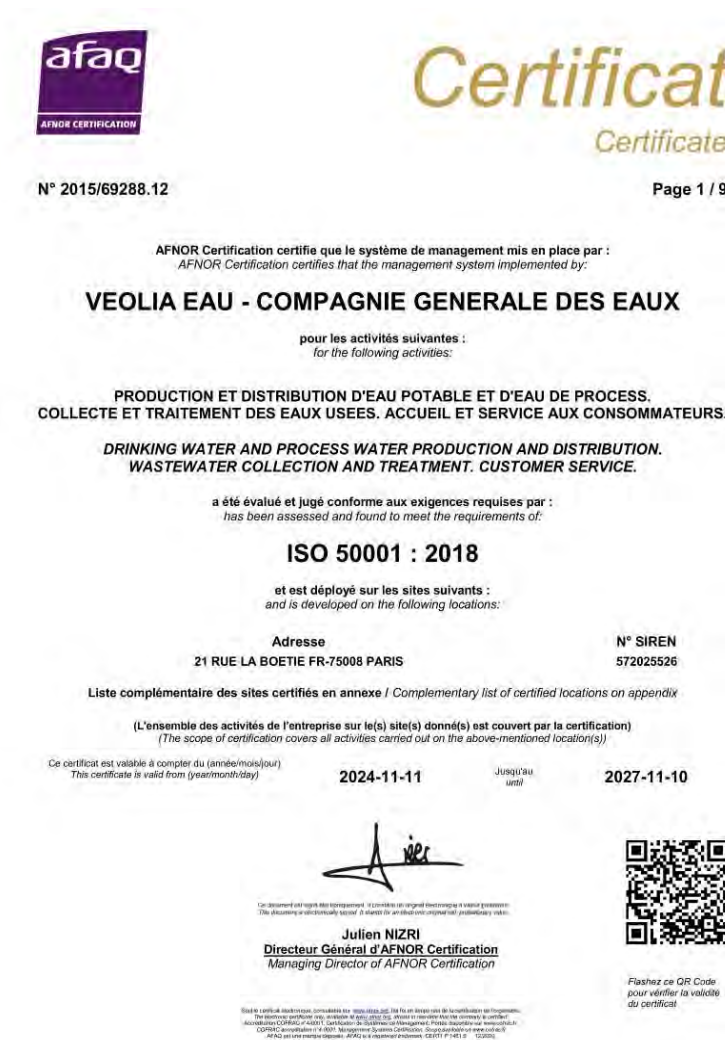 afaq
AFNOR CERTIFICATION
Certificat
Certificate
N° 2015/69288.12
Page 1 / 9
AFNOR Certification certifie que le système de management mis en place par :
AFNOR Certification certifies that the management system implemented by:
VEOLIA EAU - COMPAGNIE GENERALE DES EAUX
pour les activités suivantes :
for the following activities:
PRODUCTION ET DISTRIBUTION D'EAU POTABLE ET D'EAU DE PROCESS.
COLLECTE ET TRAITEMENT DES EAUX USEES. ACCUEIL ET SERVICE AUX CONSOMMATEURS.
DRINKING WATER AND PROCESS WATER PRODUCTION AND DISTRIBUTION.
WASTEWATER COLLECTION AND TREATMENT. CUSTOMER SERVICE.
a été évalué et jugé conforme aux exigences requises par :
has been assessed and found to meet the requirements of:
ISO 50001 : 2018
et est déployé sur les sites suivants :
and is developed on the following locations:
Adresse N° SIREN
21 RUE LA BOETIE FR-75008 PARIS 572025526
Liste complémentaire des sites certifiés en annexe / Complementary list of certified locations on appendix
(L'ensemble des activités de l'entreprise sur le(s) site(s) donné(s) est couvert par la certification)
(The scope of certification covers all activities carried out on the above-mentioned location(s))
Ce certificat est valable à compter du (année/mois/jour)
This certificate is valid from (year/month/day)
2024-11-11
Jusqu'au
until
2027-11-10
Julien NIZRI
Directeur Général d'AFNOR Certification
Managing Director of AFNOR Certification
Flashez ce QR Code
pour vérifier la validité
du certificat